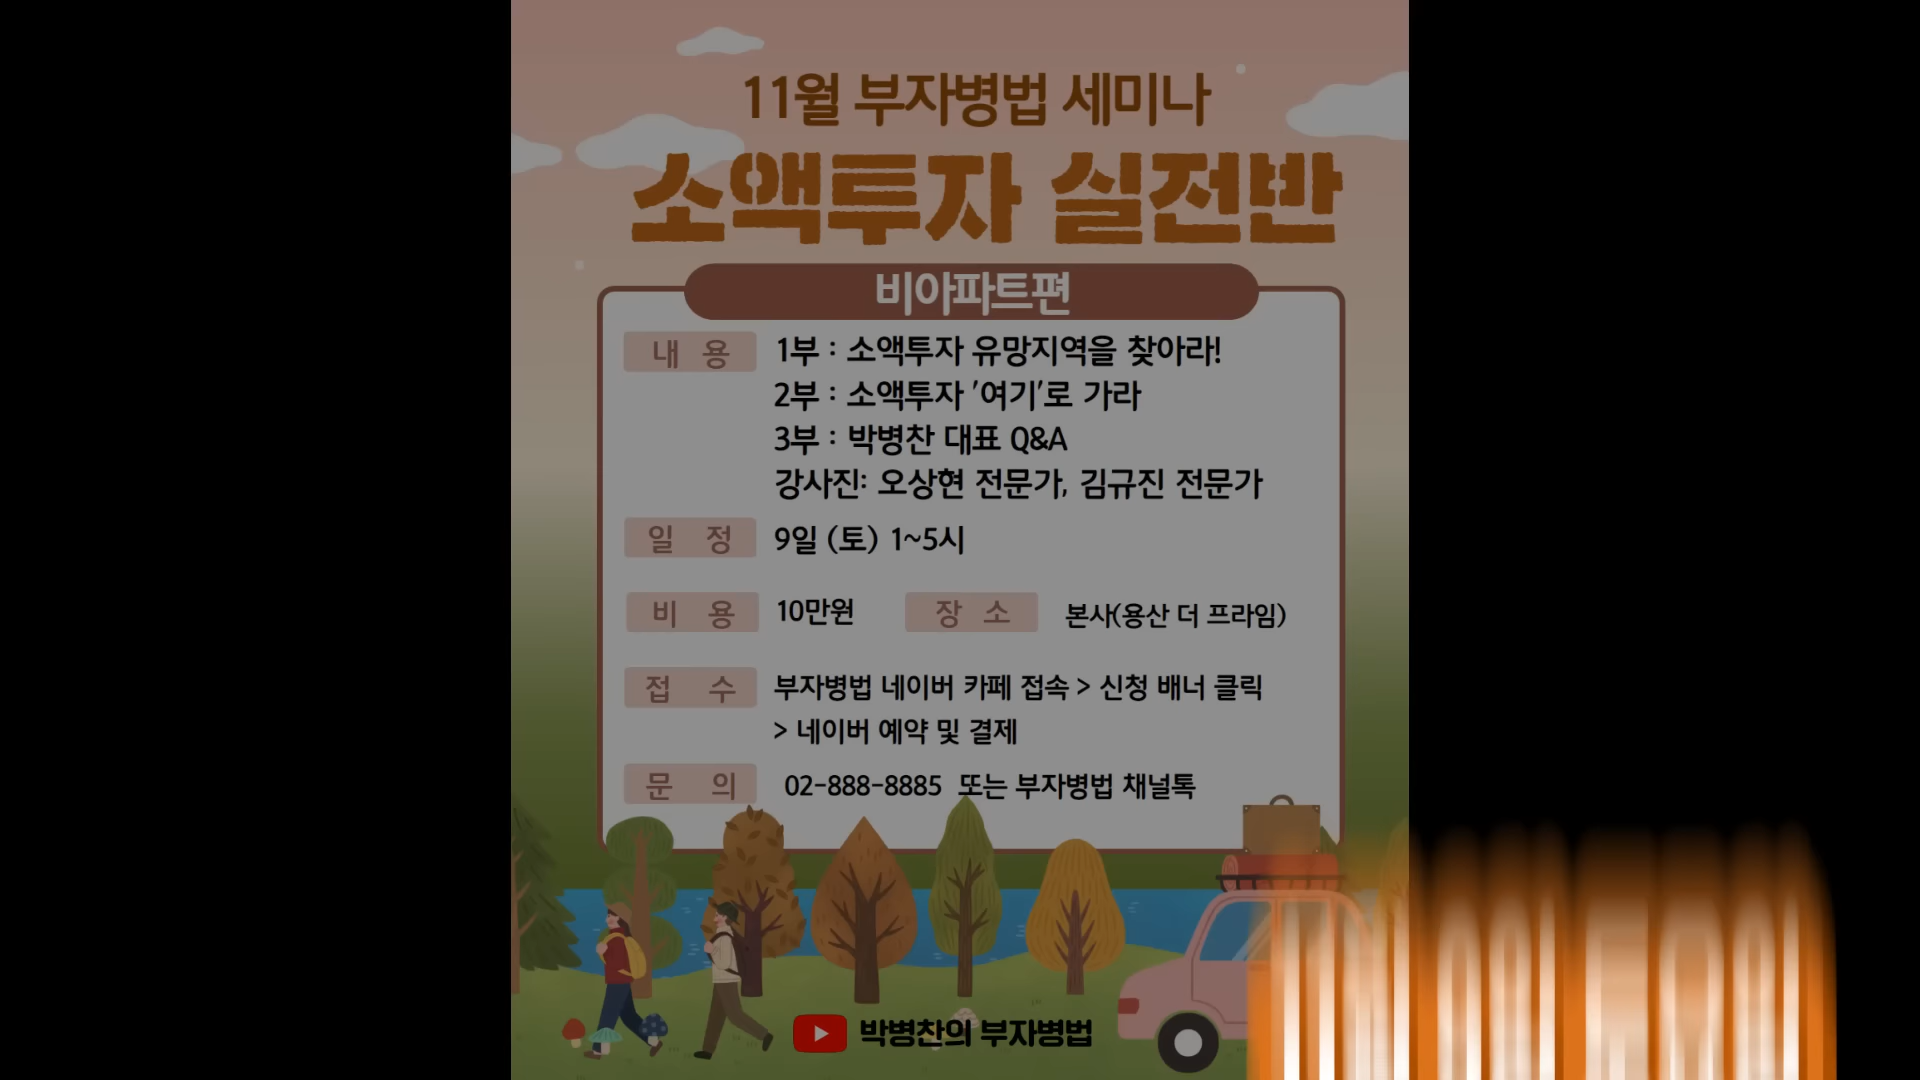 11월 부자병법 세미나
소액투자 실전반
비아파트편
내 용 1부 : 소액투자 유망지역을 찾아라!
2부 : 소액투자 '여기'로 가라
3부 : 박병찬 대표 Q&A
강사진: 오상현 전문가, 김규진 전문가
일 정 9일 (토) 1~5시
비 용 10만원 장 소 본사(용산 더 프라임)
접 수 부자병법 네이버 카페 접속 > 신청 배너 클릭
> 네이버 예약 및 결제
문 의 02-888-8885 또는 부자병법 채널톡
박병찬의 부자병법